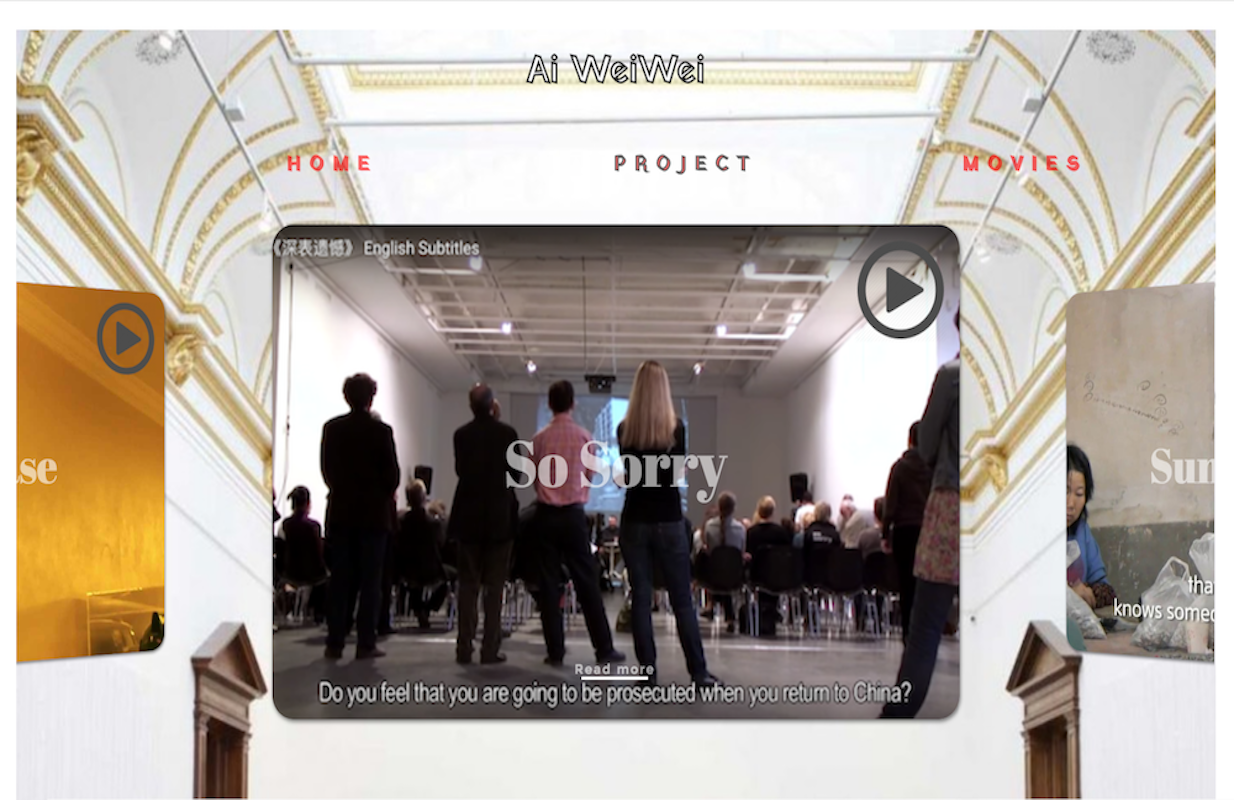 Ai WeiWei
HOME PROJECT MOVIES
《深表遗憾》 English Subtitles
se
So Sorry
Sun
tha
knows someo
Read more
Do you feel that you are going to be prosecuted when you return to China?